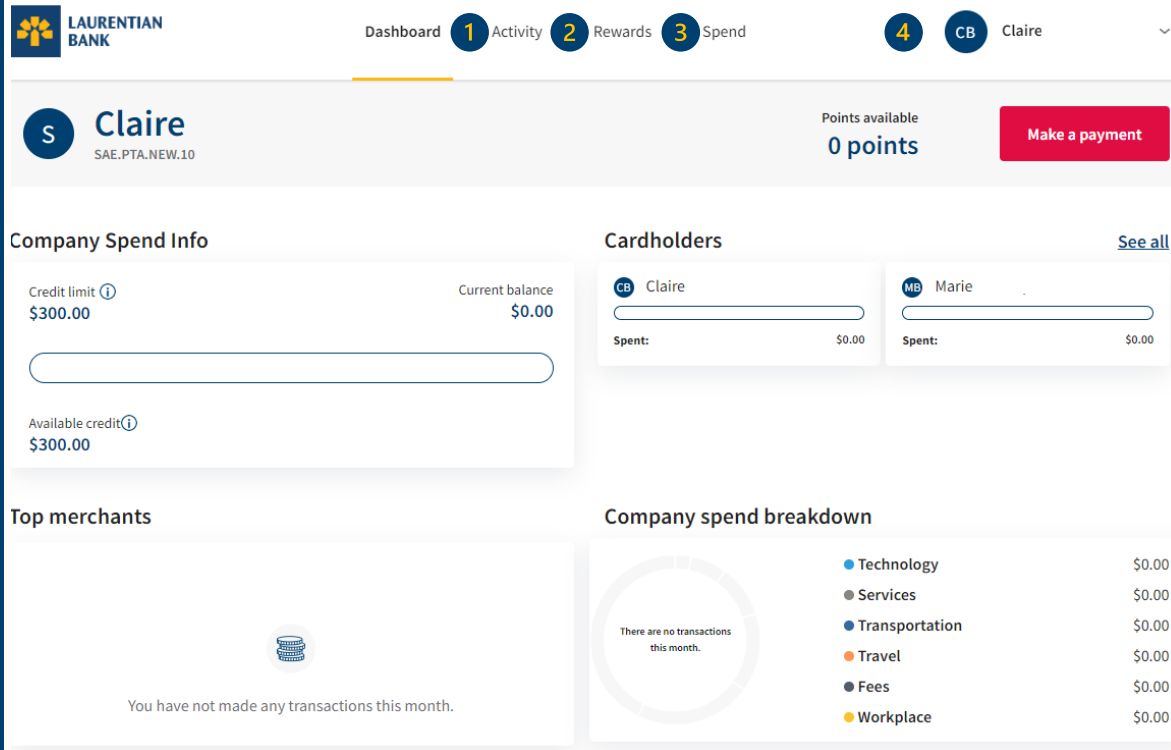 LAURENTIAN
BANK
Dashboard 1 Activity 2 Rewards 3 Spend 4 CB Claire
S Claire
SAE.PTA.NEW.10
Points available
0 points
Make a payment
Company Spend Info
Credit limit i
$300.00
Current balance
$0.00
Available credit i
$300.00
Cardholders See all
CB Claire
Spent: $0.00
MB Marie
Spent: $0.00
Top merchants
You have not made any transactions this month.
Company spend breakdown
There are no transactions
this month.
Technology $0.00
Services $0.00
Transportation $0.00
Travel $0.00
Fees $0.00
Workplace $0.00